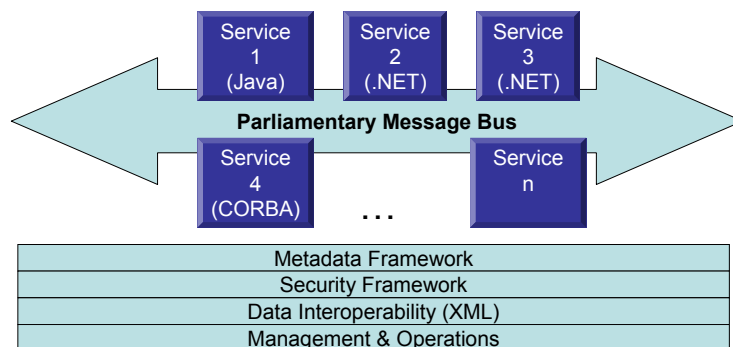 Service
1
(Java)
Service
2
(.NET)
Service
3
(.NET)
Parliamentary Message Bus
Service
4
(CORBA)
...
Service
n
Metadata Framework
Security Framework
Data Interoperability (XML)
Management & Operations